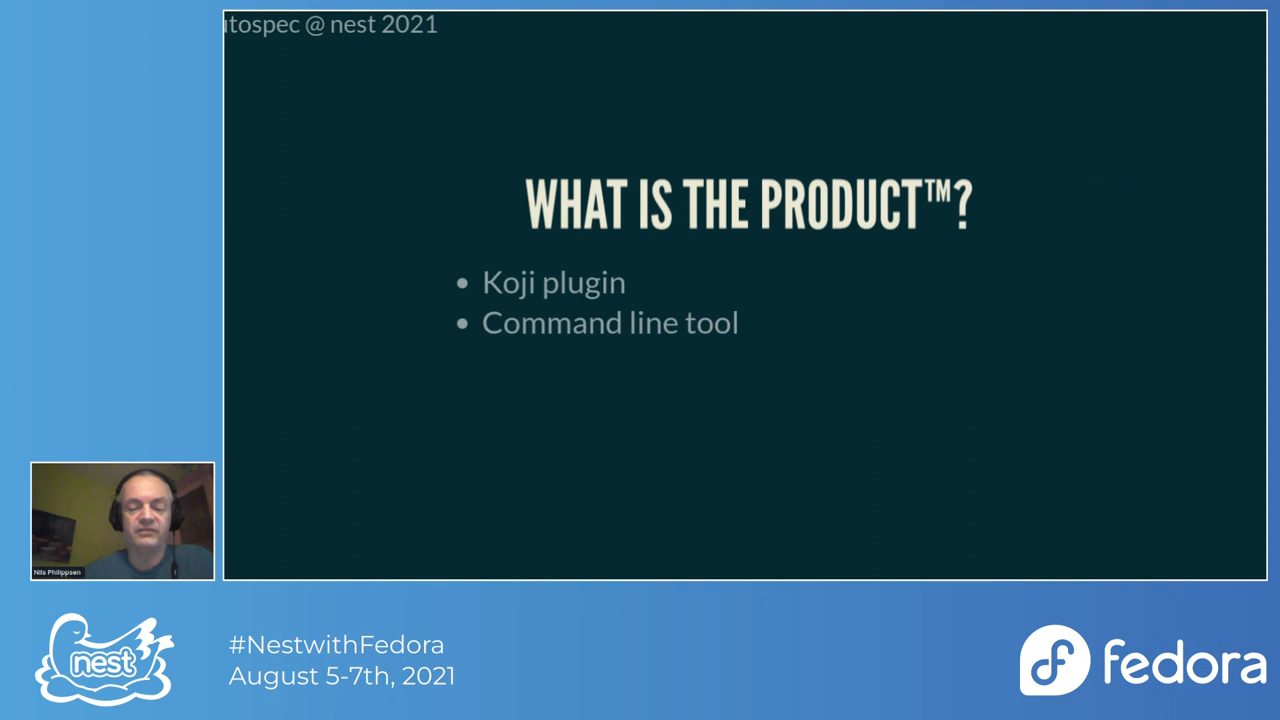 utospec @ nest 2021
WHAT IS THE PRODUCT™?
• Koji plugin
• Command line tool
Nils Philippsen
nest
#NestwithFedora
August 5-7th, 2021
fedora